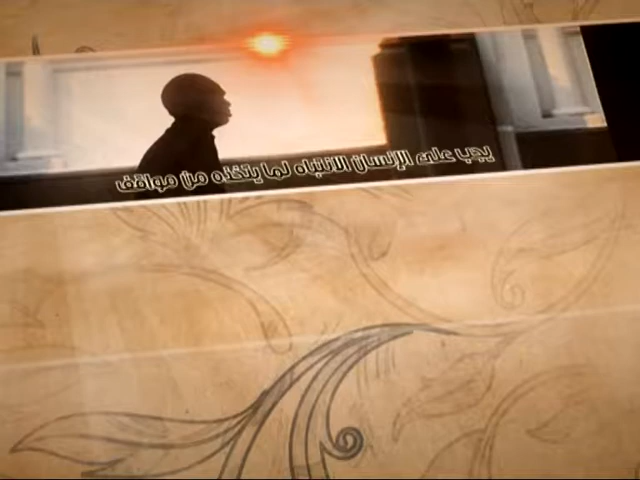 يجب على الإنسان الانتباه لما يتخذه من مواقف